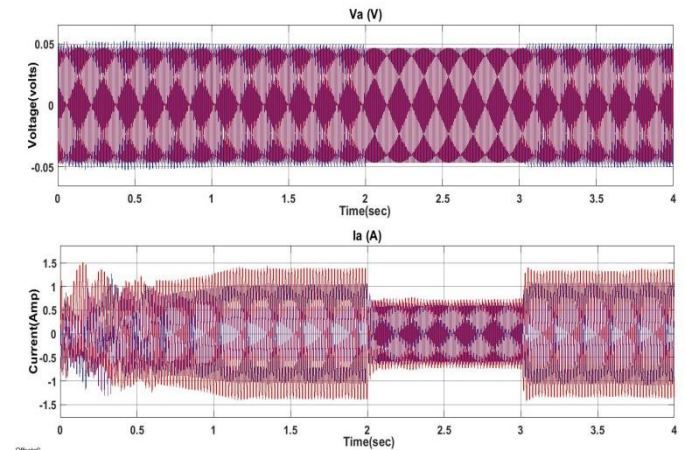 Va (V)
0.05
0
-0.05
Voltage(volts)
0 0.5 1 1.5 2 2.5 3 3.5 4
Time(sec)
Ia (A)
1.5
1
0.5
0
-0.5
-1
-1.5
Current(Amp)
0 0.5 1 1.5 2 2.5 3 3.5 4
Time(sec)